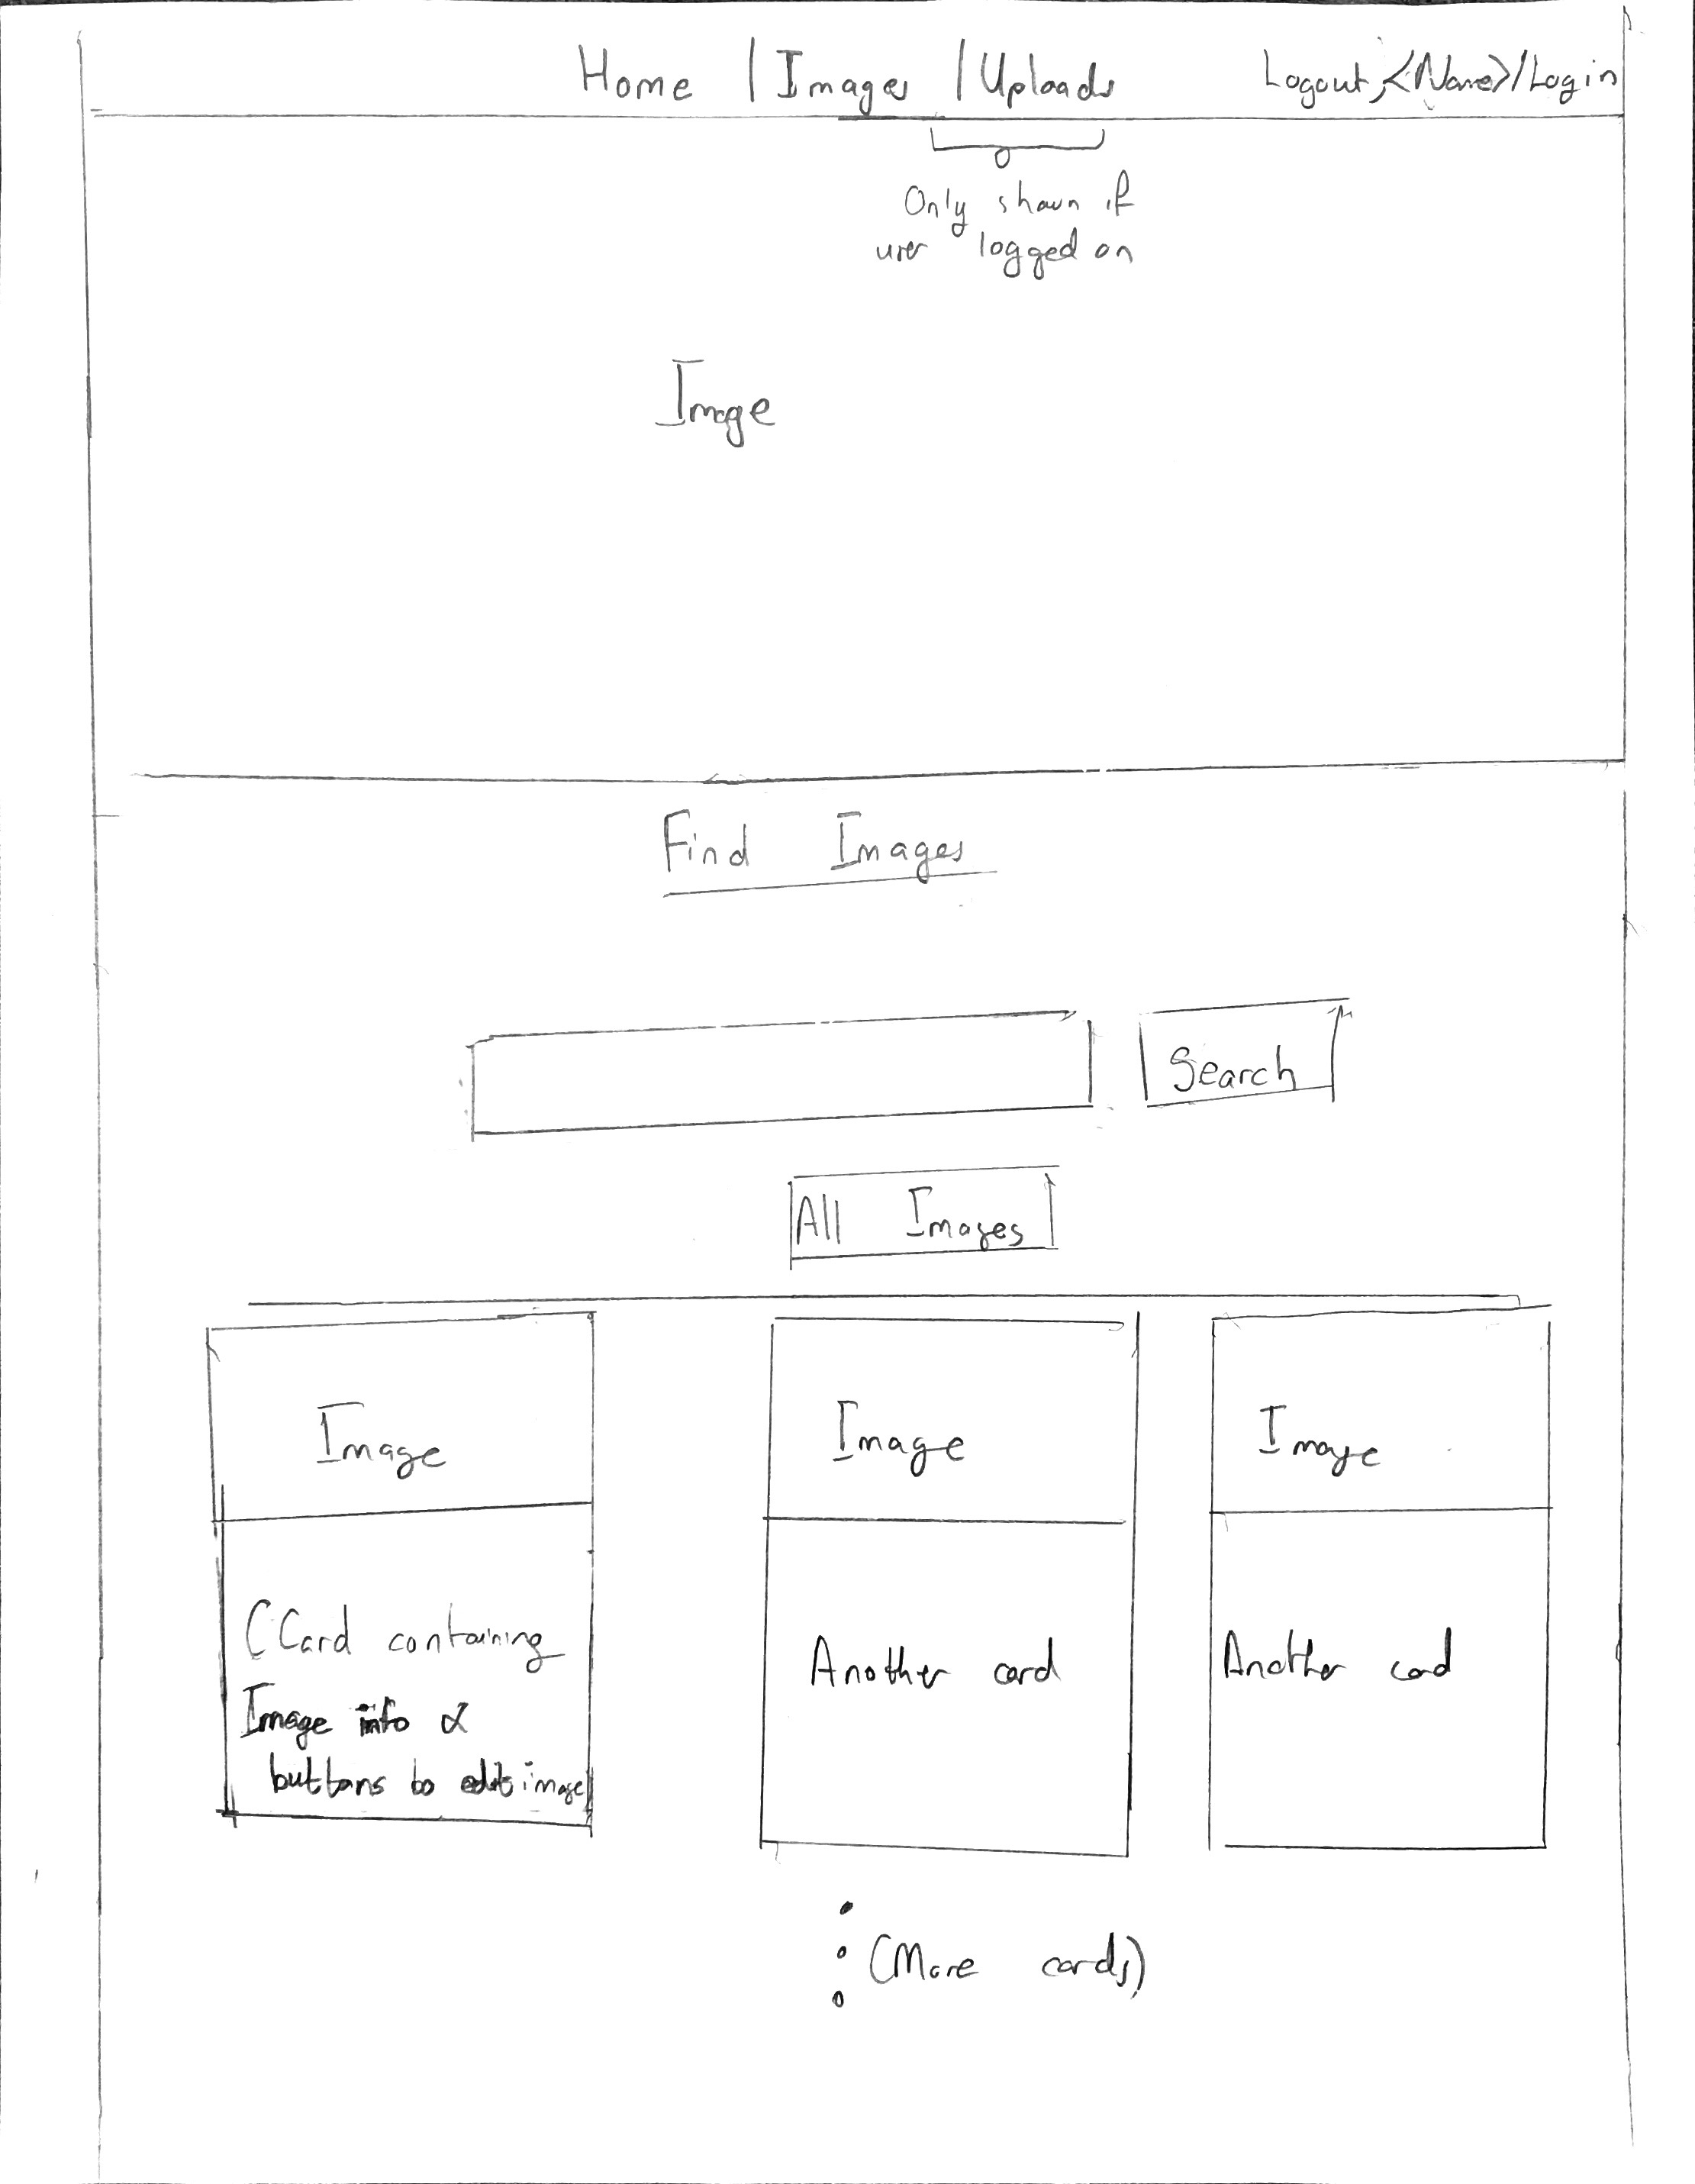 Home | Images | Uploads Logout, <Name>/Login
Only shown if
user logged on
Image
Find Images
Search
All Images
Image Image Image
(Card containing
Image info &
buttons to edit image
Another card Another card
(More cards)